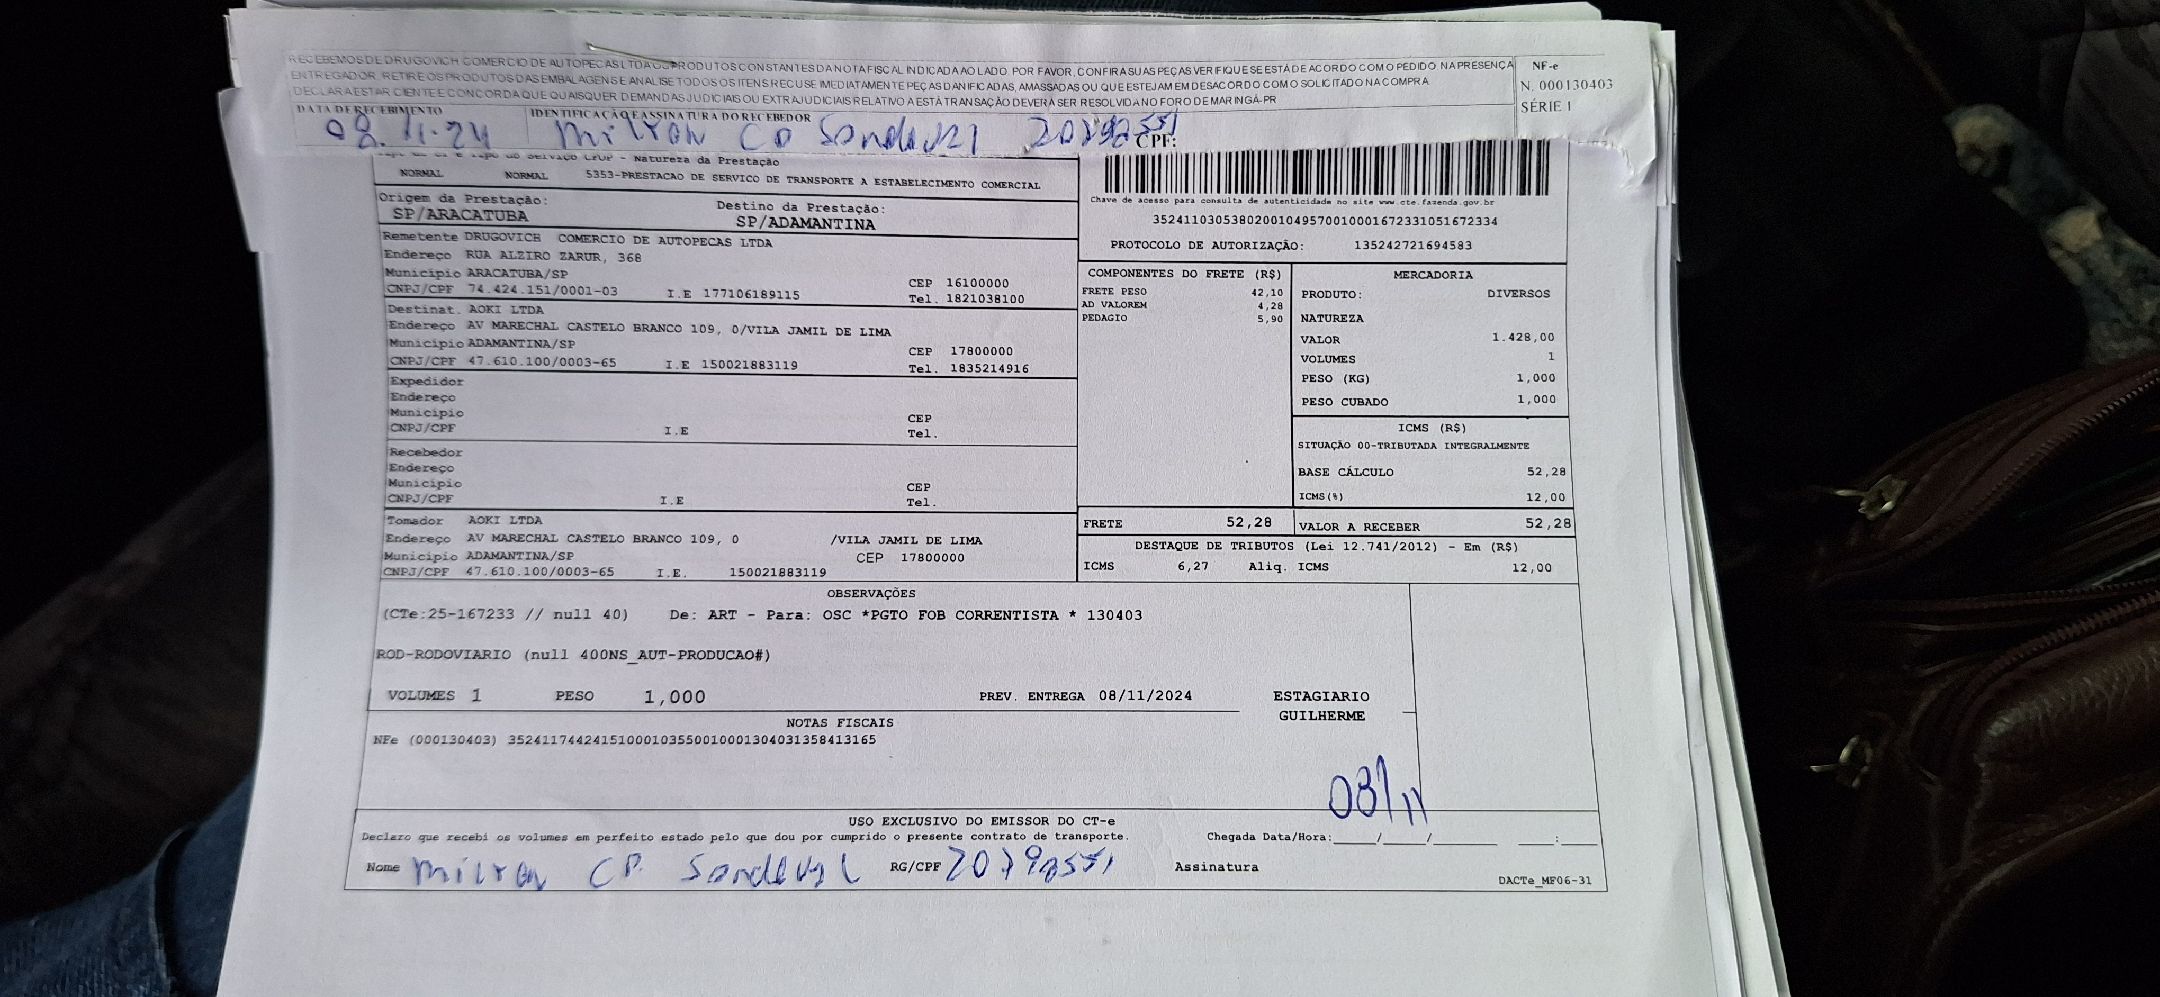 RECEBEMOS DE DRUGOVICH COMERCIO DE AUTOPECAS LTDA OS PRODUTOS CONSTANTES DA NOTA FISCAL INDICADA AO LADO. POR FAVOR, CONFIRA SUAS PEÇAS VERIFIQUE SE ESTÁ DE ACORDO COM O PEDIDO. NA PRESENÇA
ENTREGADOR, RETIRE OS PRODUTOS DAS EMBALAGENS E ANALISE TODOS OS ITENS RECUSE IMEDIATAMENTE PEÇAS DANIFICADAS, AMASSADAS OU QUE ESTEJAM EM DESACORDO COM O SOLICITADO NA COMPRA
DECLARA ESTAR CIENTE E CONCORDA QUE QUAISQUER DEMANDAS JUDICIAIS OU EXTRAJUDICIAIS RELATIVO A ESTÁ TRANSAÇÃO DEVERÁ SER RESOLVIDA NO FORO DE MARINGÁ-PR
NF-e
N. 000130403
SÉRIE 1
DATA DE RECEBIMENTO IDENTIFICAÇÃO E ASSINATURA DO RECEBEDOR
08.11.24 CPF:
Serviço CFOP - Natureza da Prestação
NORMAL NORMAL 5353-PRESTACAO DE SERVICO DE TRANSPORTE A ESTABELECIMENTO COMERCIAL
Origem da Prestação: Destino da Prestação:
SP/ARACATUBA SP/ADAMANTINA
Chave de acesso para consulta de autenticidade no site www.cte.fazenda.gov.br
35241103053802001049570010001672331051672334
PROTOCOLO DE AUTORIZAÇÃO: 135242721694583
Remetente DRUGOVICH COMERCIO DE AUTOPECAS LTDA
Endereço RUA ALZIRO ZARUR, 368
Municipio ARACATUBA/SP CEP 16100000
CNPJ/CPF 74.424.151/0001-03 I.E 177106189115 Tel. 1821038100
Destinat. AOKI LTDA
Endereço AV MARECHAL CASTELO BRANCO 109, 0/VILA JAMIL DE LIMA
Municipio ADAMANTINA/SP CEP 17800000
CNPJ/CPF 47.610.100/0003-65 I.E 150021883119 Tel. 1835214916
Expedidor
Endereço
Municipio CEP
CNPJ/CPF I.E Tel.
Recebedor
Endereço
Municipio CEP
CNPJ/CPF I.E Tel.
Tomador AOKI LTDA
Endereço AV MARECHAL CASTELO BRANCO 109, 0 /VILA JAMIL DE LIMA
Municipio ADAMANTINA/SP CEP 17800000
CNPJ/CPF 47.610.100/0003-65 I.E. 150021883119
COMPONENTES DO FRETE (R$)
FRETE PESO 42,10
AD VALOREM 4,28
PEDAGIO 5,90
MERCADORIA
PRODUTO: DIVERSOS
NATUREZA
VALOR 1.428,00
VOLUMES 1
PESO (KG) 1,000
PESO CUBADO 1,000
ICMS (R$)
SITUAÇÃO 00-TRIBUTADA INTEGRALMENTE
BASE CÁLCULO 52,28
ICMS(%) 12,00
FRETE 52,28 VALOR A RECEBER 52,28
DESTAQUE DE TRIBUTOS (Lei 12.741/2012) - Em (R$)
ICMS 6,27 Aliq. ICMS 12,00
OBSERVAÇÕES
(CTe:25-167233 // null 40) De: ART - Para: OSC *PGTO FOB CORRENTISTA * 130403
ROD-RODOVIARIO (null 400NS_AUT-PRODUCAO#)
VOLUMES 1 PESO 1,000 PREV. ENTREGA 08/11/2024 ESTAGIARIO
GUILHERME
NOTAS FISCAIS
NFe (000130403) 35241174424151000103550010001304031358413165
08/11
USO EXCLUSIVO DO EMISSOR DO CT-e
Declaro que recebi os volumes em perfeito estado pelo que dou por cumprido o presente contrato de transporte. Chegada Data/Hora:____/____/______ ____:____
Nome RG/CPF Assinatura
DACTe_MF06-31